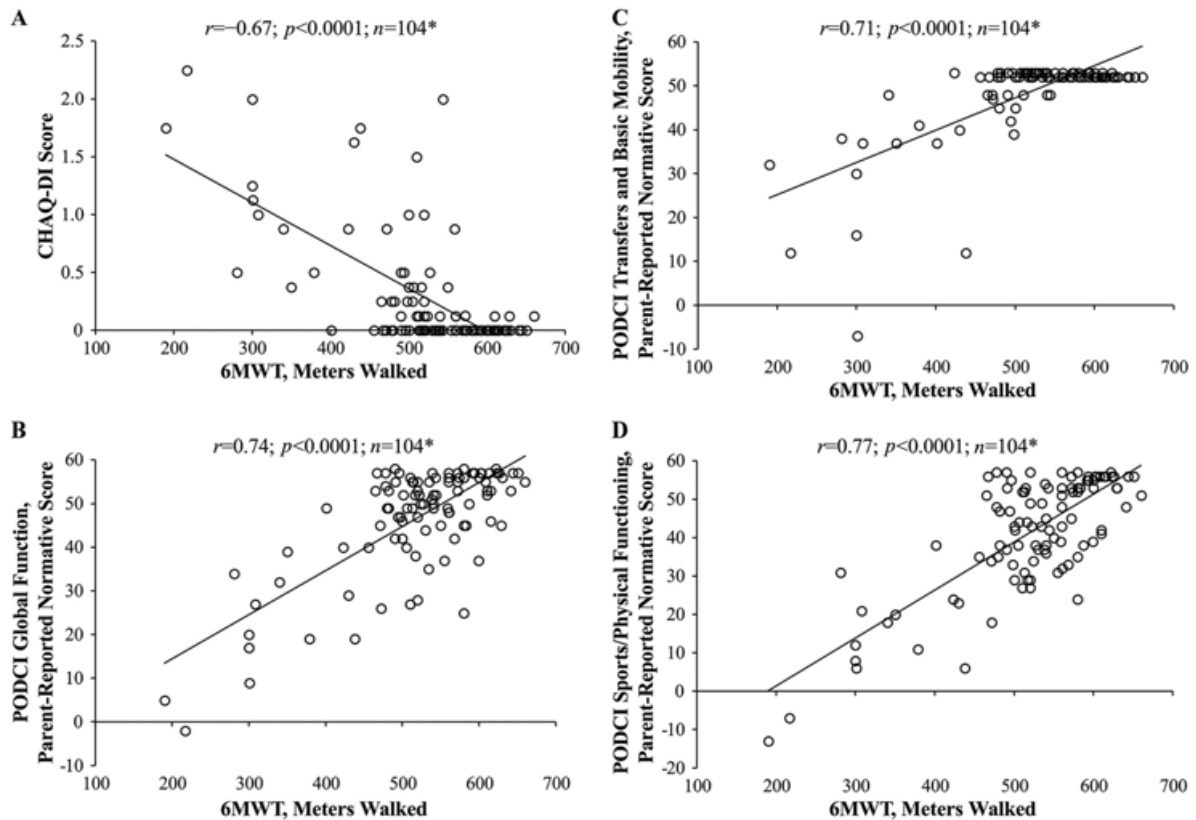 A
r=−0.67; p<0.0001; n=104*
CHAQ-DI Score
2.5
2.0
1.5
1.0
0.5
0
100 200 300 400 500 600 700
6MWT, Meters Walked
B
r=0.74; p<0.0001; n=104*
PODCI Global Function,
Parent-Reported Normative Score
60
50
40
30
20
10
0
-10
100 200 300 400 500 600 700
6MWT, Meters Walked
C
r=0.71; p<0.0001; n=104*
PODCI Transfers and Basic Mobility,
Parent-Reported Normative Score
60
50
40
30
20
10
0
-10
100 200 300 400 500 600 700
6MWT, Meters Walked
D
r=0.77; p<0.0001; n=104*
PODCI Sports/Physical Functioning,
Parent-Reported Normative Score
60
50
40
30
20
10
0
-10
-20
100 200 300 400 500 600 700
6MWT, Meters Walked